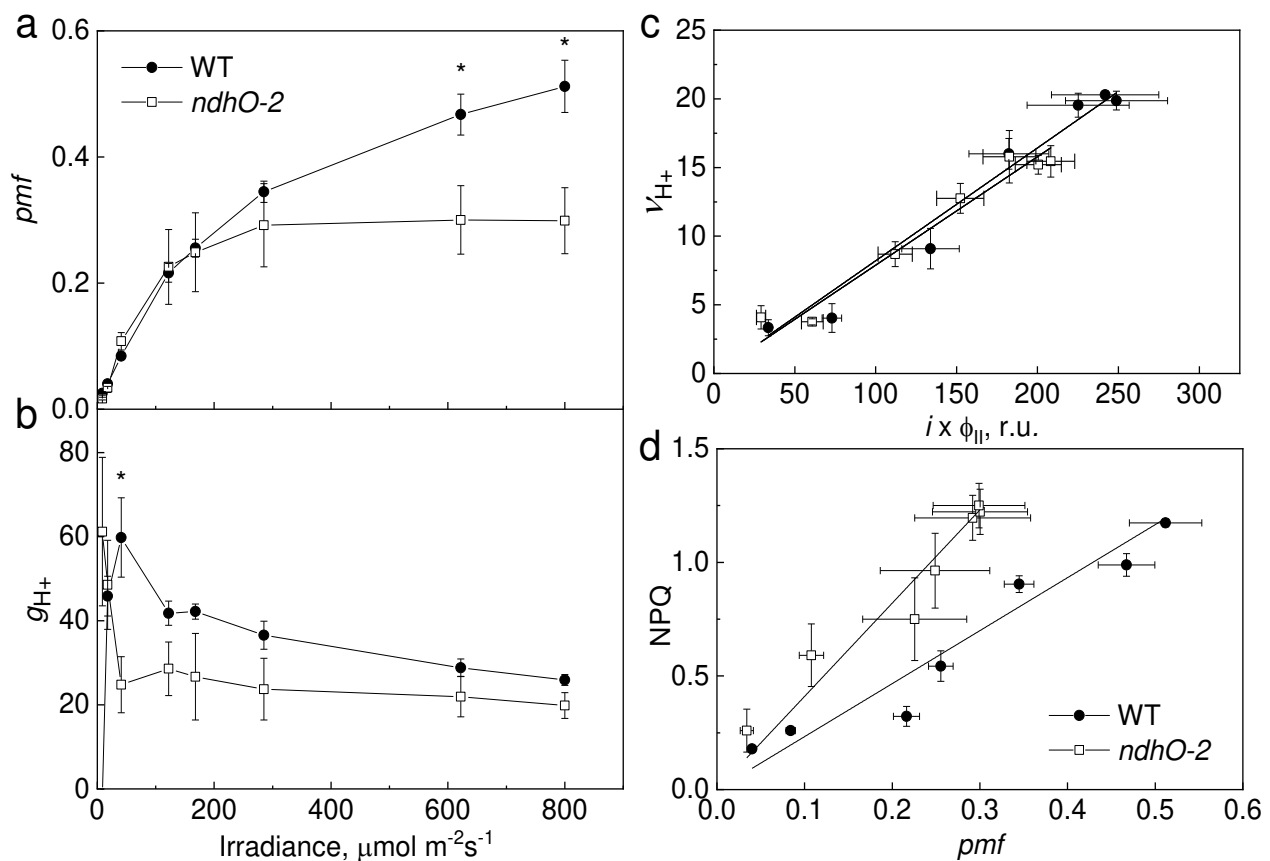 a
0.6
0.4
0.2
0.0
pmf
WT
ndhO-2
*
*
b
80
60
40
20
0
g_H+
*
0
200
400
600
800
Irradiance, μmol m⁻²s⁻¹
c
25
20
15
10
5
0
ν_H+
0
50
100
150
200
250
300
i x ϕ_II, r.u.
d
1.5
1.0
0.5
0.0
NPQ
WT
ndhO-2
0.0
0.1
0.2
0.3
0.4
0.5
0.6
pmf